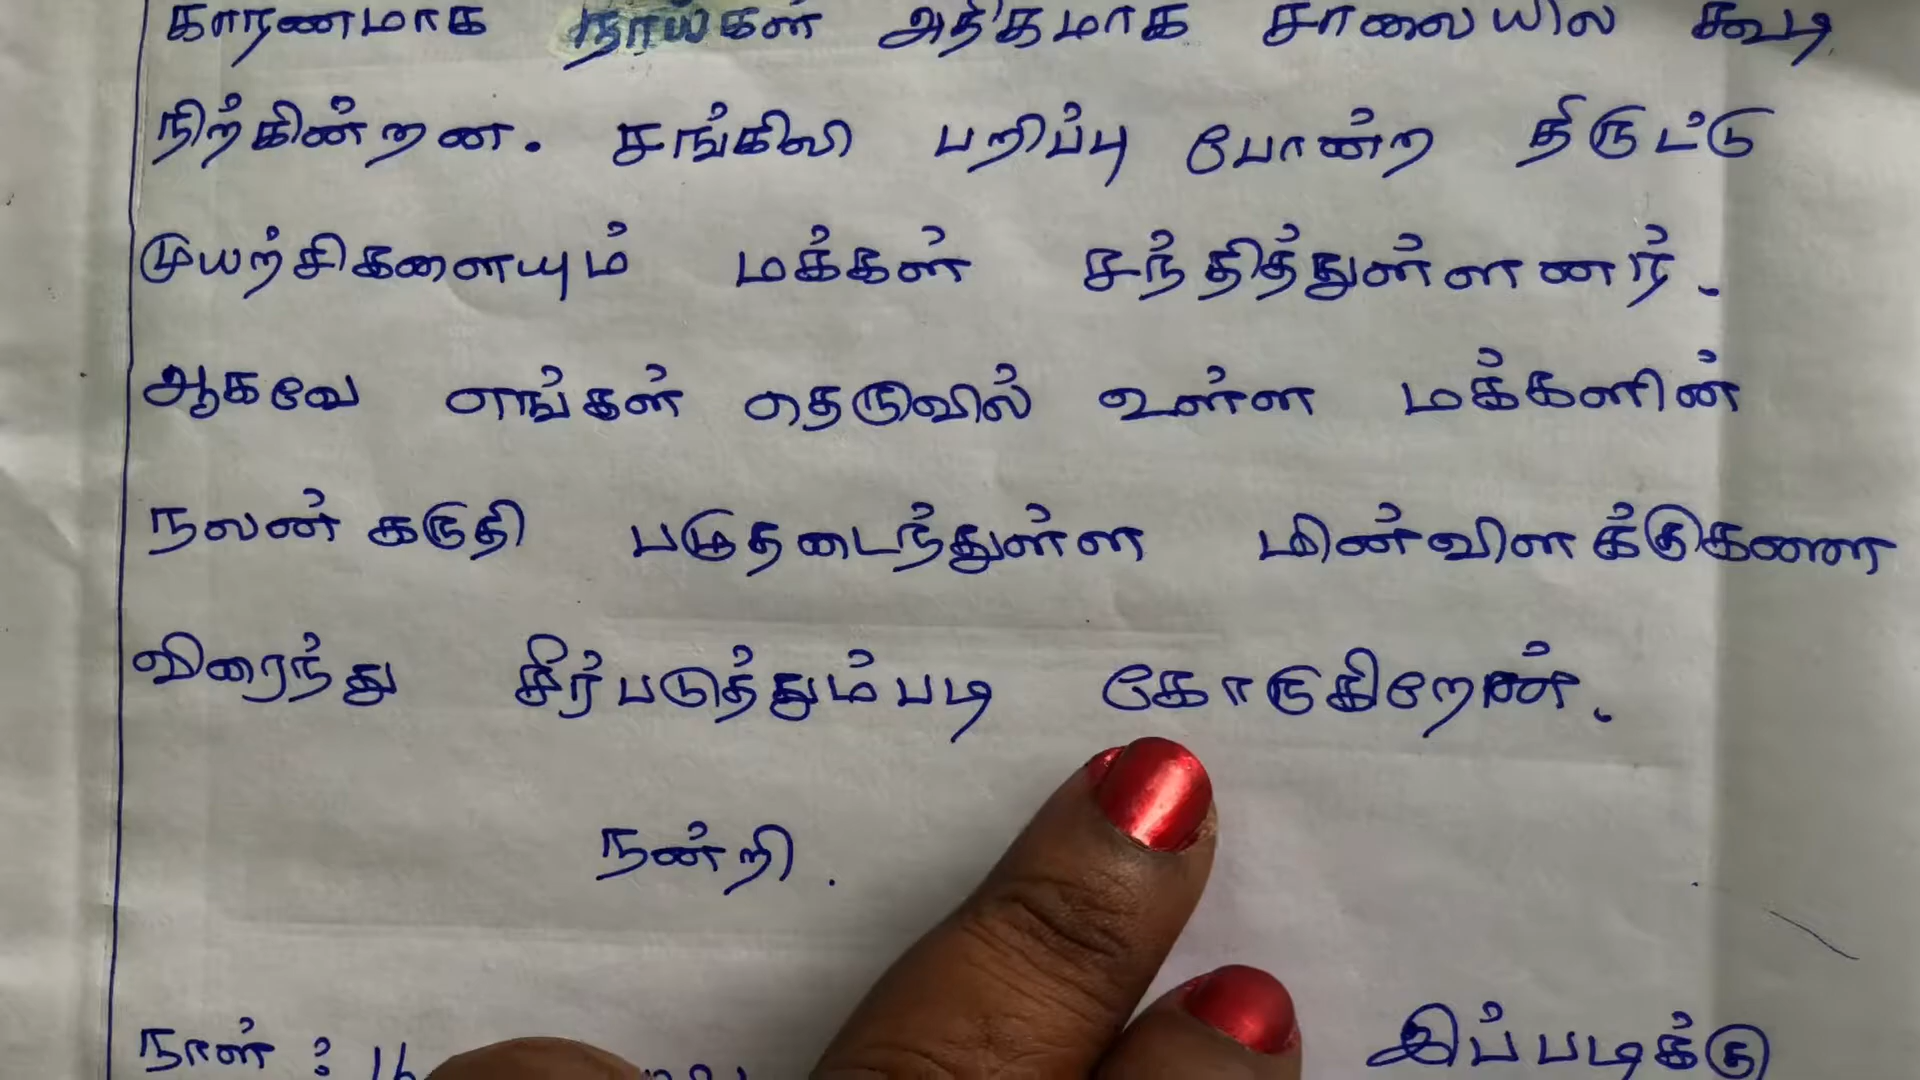 காரணமாக நாய்கள் அதிகமாக சாலையில் கூடி
நிற்கின்றன. சங்கிலி பறிப்பு போன்ற திருட்டு
முயற்சிகளையும் மக்கள் சந்தித்துள்ளனர்.
ஆகவே எங்கள் தெருவில் உள்ள மக்களின்
நலன் கருதி பழுதடைந்துள்ள மின்விளக்குகளை
விரைந்து சீர்படுத்தும்படி கோருகிறேன்.
நன்றி.
நாள் : இப்படிக்கு